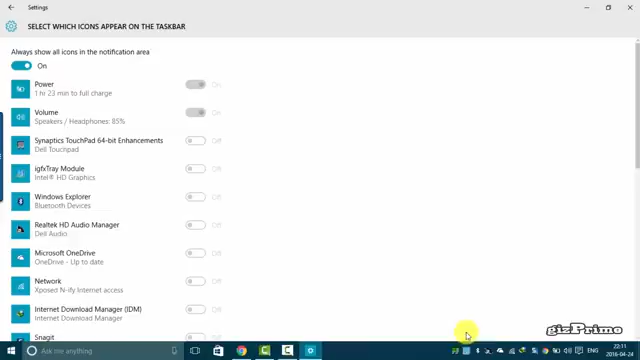 Settings
SELECT WHICH ICONS APPEAR ON THE TASKBAR
Always show all icons in the notification area
On
Power
1 hr 23 min to full charge
On
Volume
Speakers / Headphones: 85%
On
Synaptics TouchPad 64-bit Enhancements
Dell Touchpad
Off
igfxTray Module
Intel® HD Graphics
Off
Windows Explorer
Bluetooth Devices
Off
Realtek HD Audio Manager
Dell Audio
Off
Microsoft OneDrive
OneDrive - Up to date
Off
Network
Xposed N-ify Internet access
Off
Internet Download Manager (IDM)
Internet Download Manager
Off
Snagit
Off
gizPrimo
Ask me anything
ENG
22:11
2016-04-24